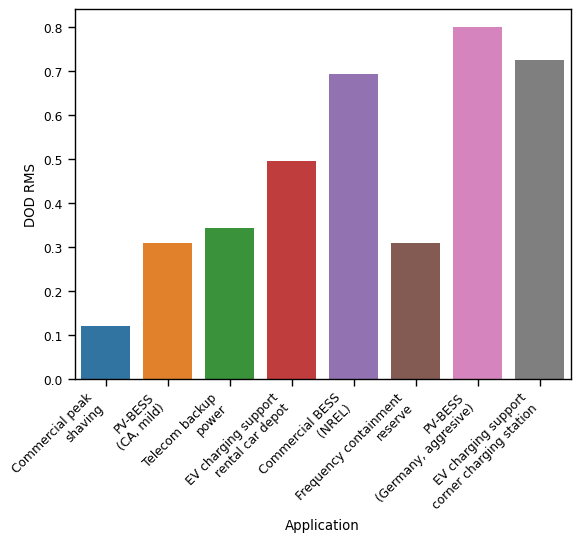 0.8
0.7
0.6
0.5
0.4
0.3
0.2
0.1
0.0
DOD RMS
Commercial peak
shaving
PV-BESS
(CA, mild)
Telecom backup
power
EV charging support
rental car depot
Commercial BESS
(NREL)
Frequency containment
reserve
PV-BESS
(Germany, aggresive)
EV charging support
corner charging station
Application